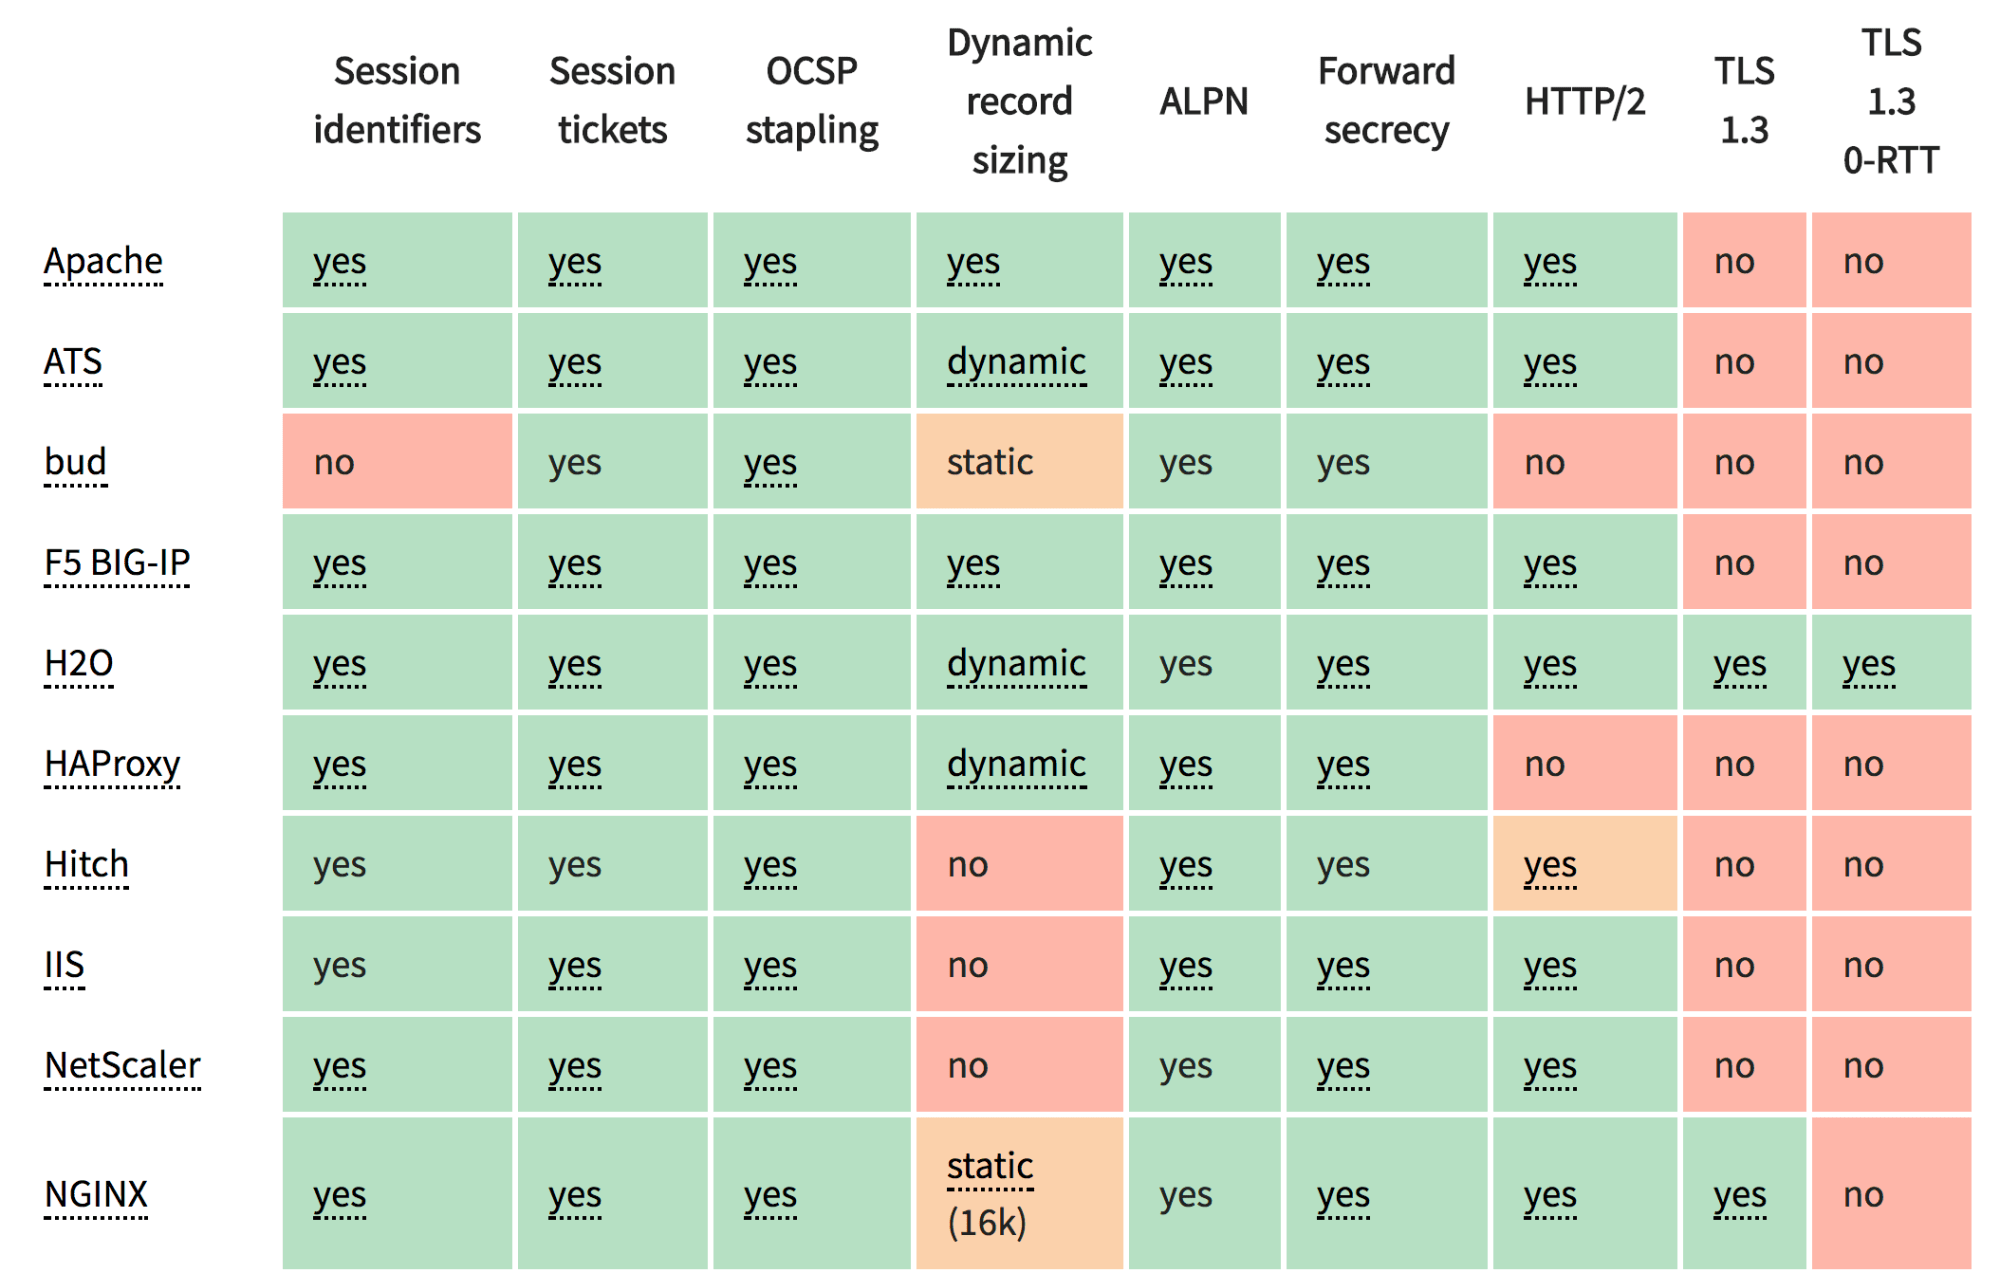 Session identifiers Session tickets OCSP stapling Dynamic record sizing ALPN Forward secrecy HTTP/2 TLS 1.3 TLS 1.3 0-RTT
Apache yes yes yes yes yes yes yes no no
ATS yes yes yes dynamic yes yes yes no no
bud no yes yes static yes yes no no no
F5 BIG-IP yes yes yes yes yes yes yes no no
H2O yes yes yes dynamic yes yes yes yes yes
HAProxy yes yes yes dynamic yes yes no no no
Hitch yes yes yes no yes yes yes no no
IIS yes yes yes no yes yes yes no no
NetScaler yes yes yes no yes yes yes no no
NGINX yes yes yes static (16k) yes yes yes yes no